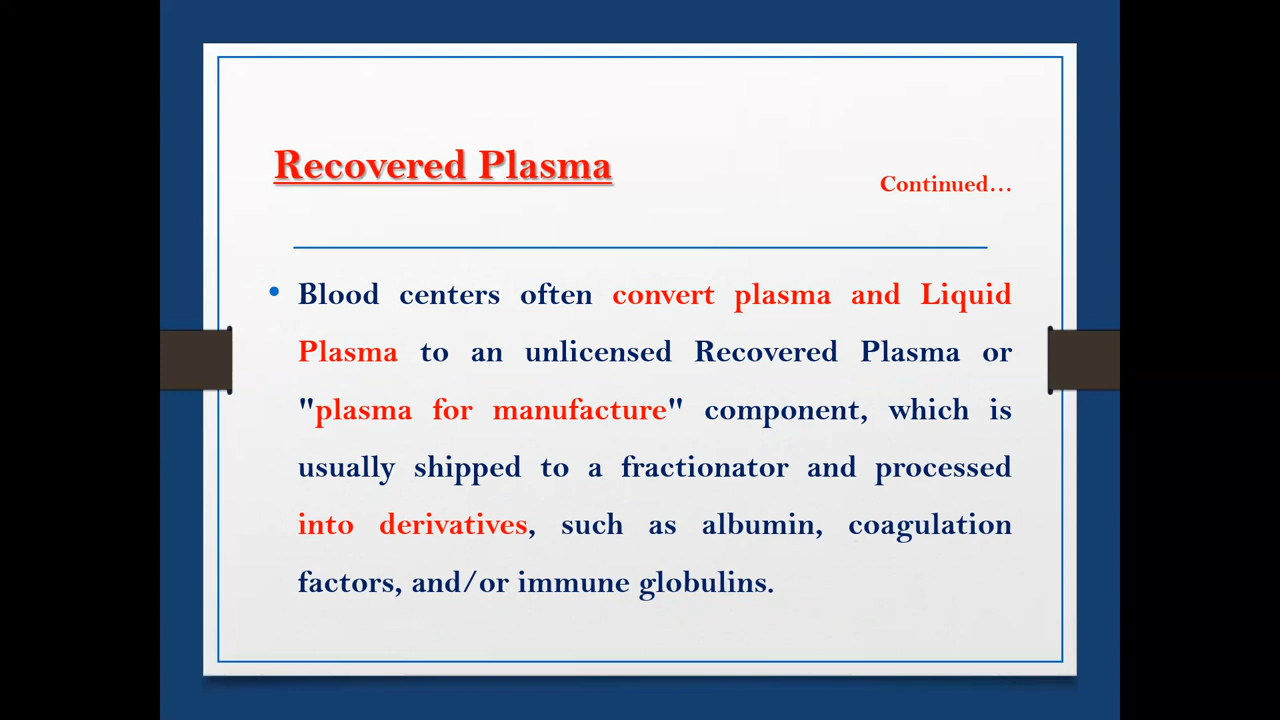 Recovered Plasma
Continued...
• Blood centers often convert plasma and Liquid
Plasma to an unlicensed Recovered Plasma or
"plasma for manufacture" component, which is
usually shipped to a fractionator and processed
into derivatives, such as albumin, coagulation
factors, and/or immune globulins.